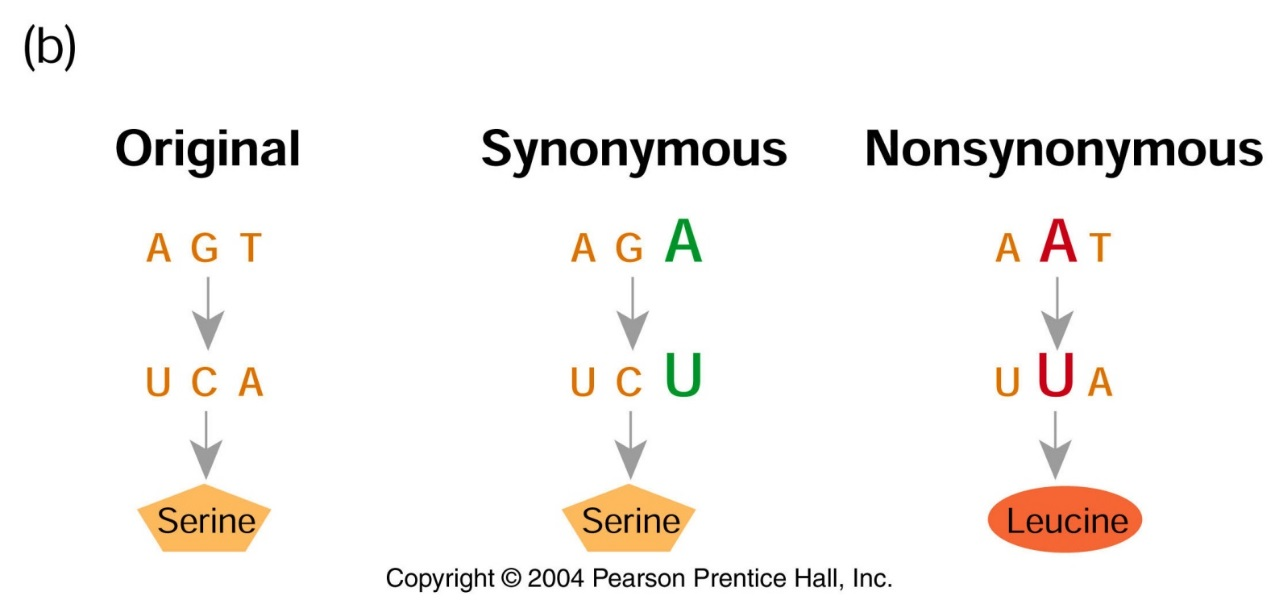 (b)
Original Synonymous Nonsynonymous
A G T A G A A A T
U C A U C U U U A
Serine Serine Leucine
Copyright © 2004 Pearson Prentice Hall, Inc.